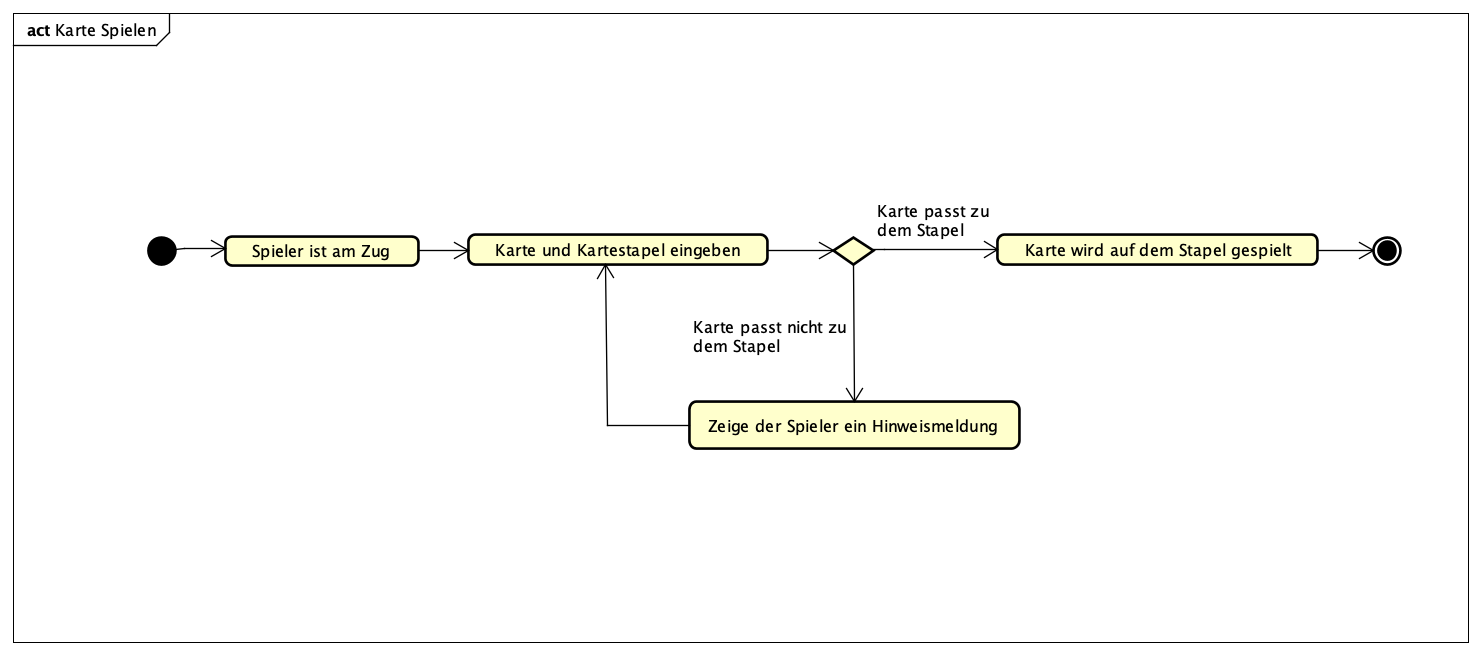 act Karte Spielen
Karte passt zu
dem Stapel
Spieler ist am Zug
Karte und Kartestapel eingeben
Karte wird auf dem Stapel gespielt
Karte passt nicht zu
dem Stapel
Zeige der Spieler ein Hinweismeldung